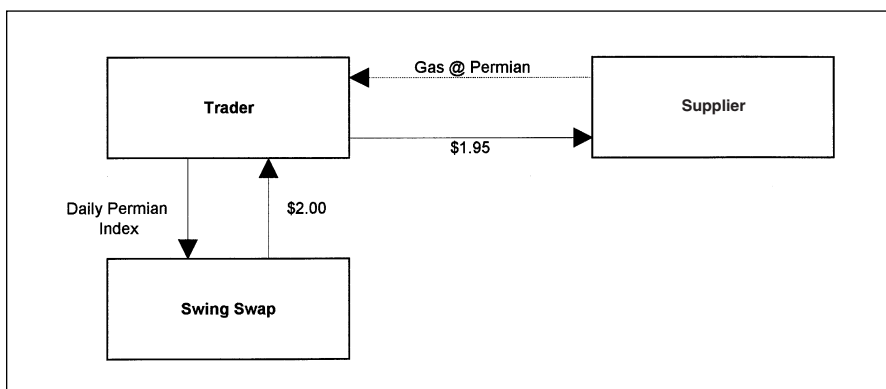 Gas @ Permian
Trader
Supplier
$1.95
Daily Permian
Index
$2.00
Swing Swap